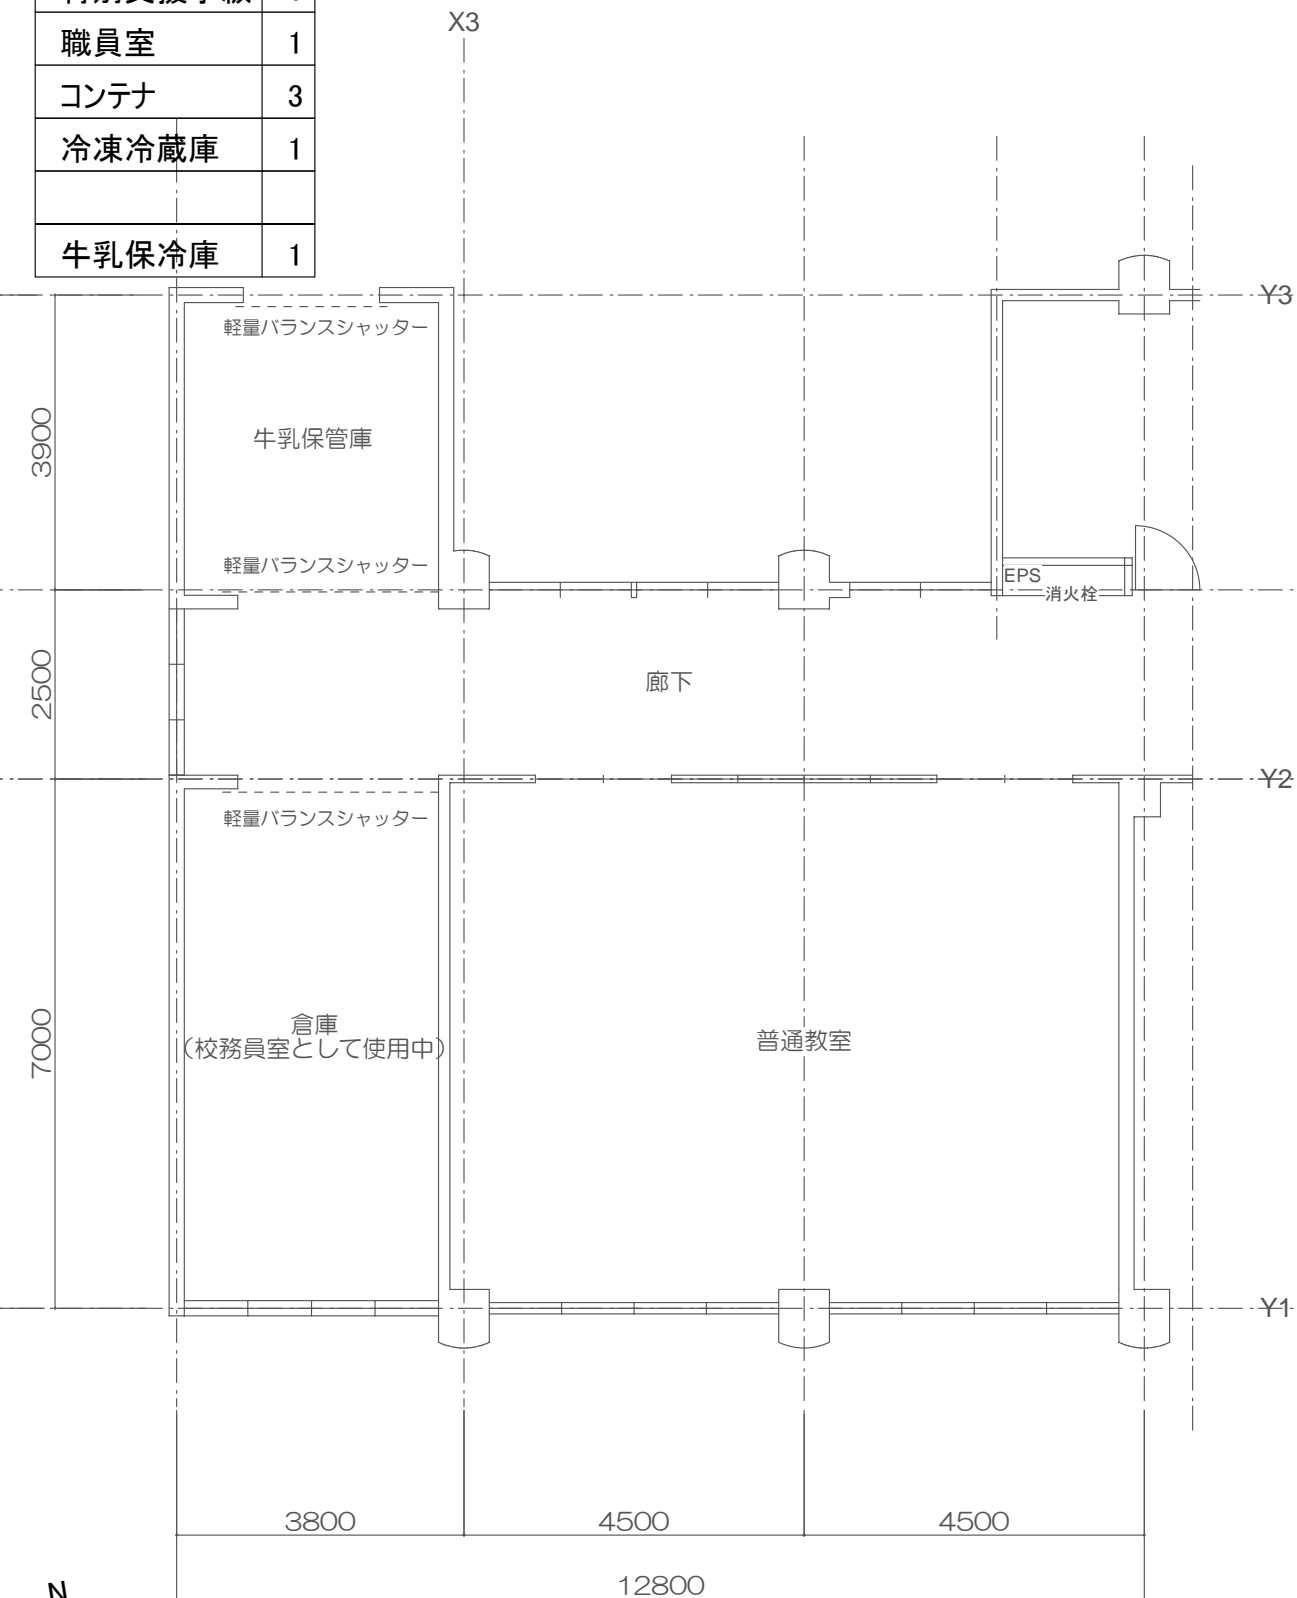 職員室 1
コンテナ 3
冷凍冷蔵庫 1
牛乳保冷庫 1
X3
Y3
軽量バランスシャッター
3900
牛乳保管庫
軽量バランスシャッター
EPS
消火栓
2500
廊下
Y2
軽量バランスシャッター
7000
倉庫
(校務員室として使用中)
普通教室
Y1
3800
4500
4500
12800
N